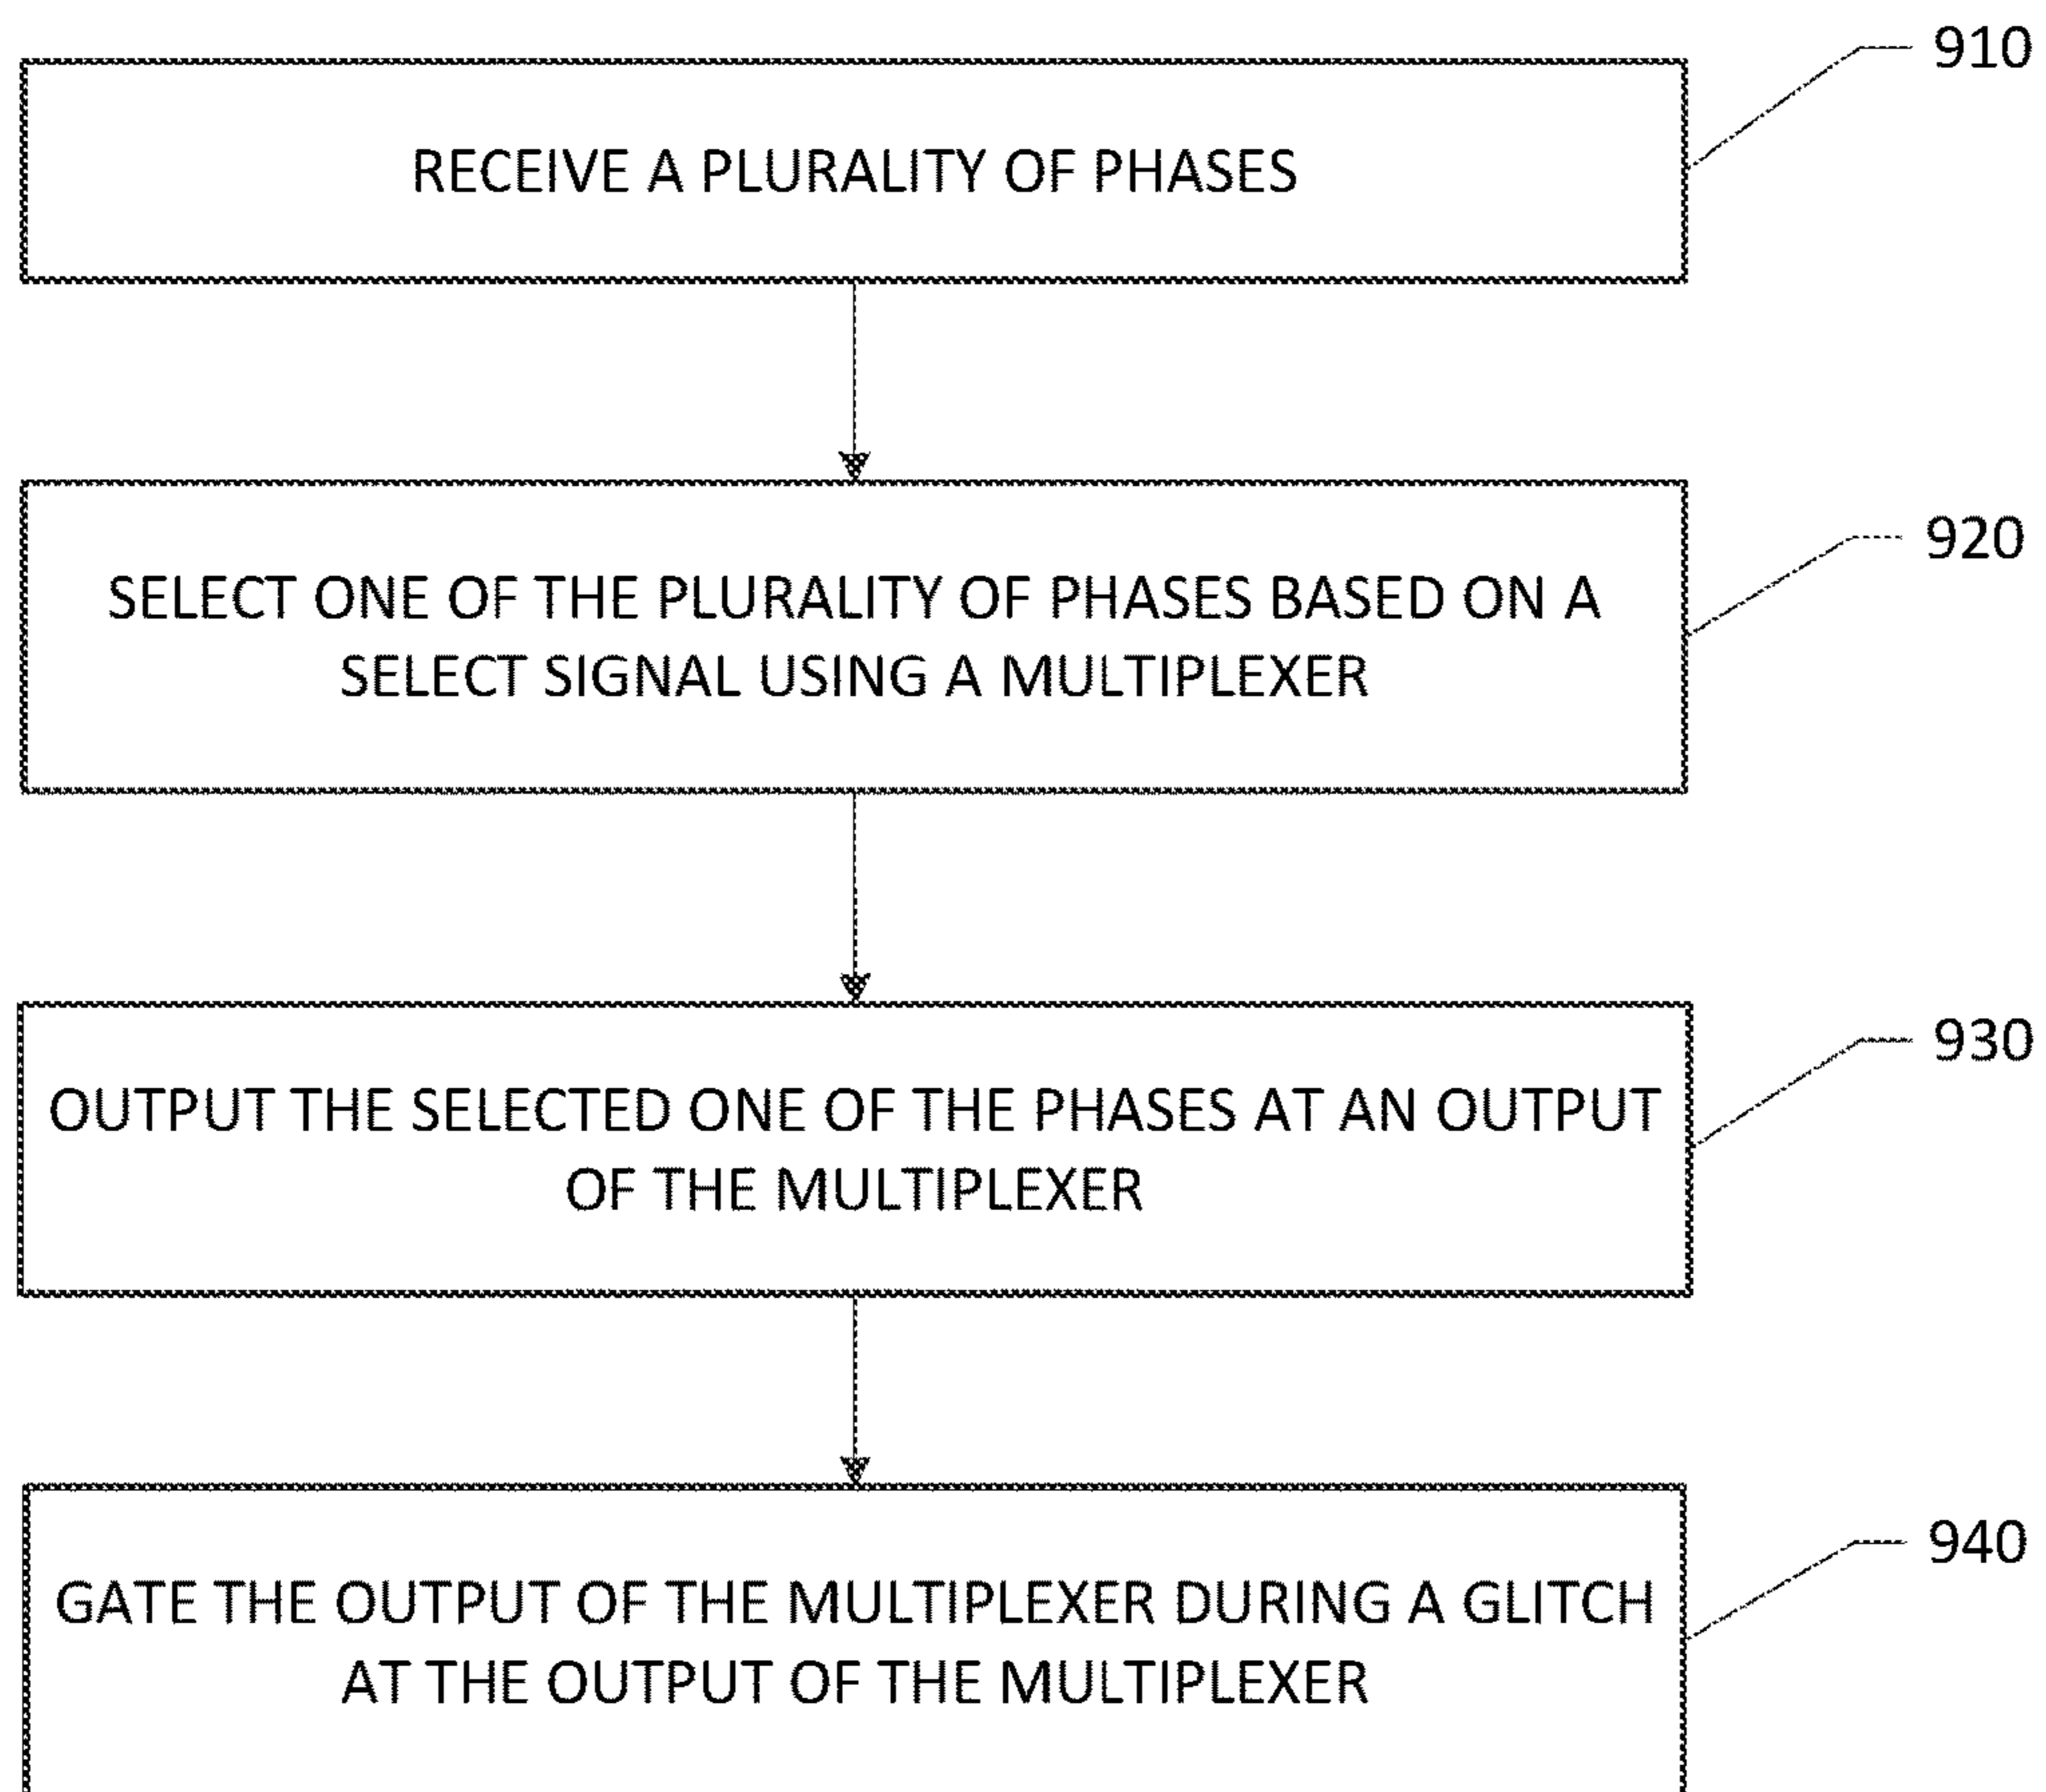 910
RECEIVE A PLURALITY OF PHASES
920
SELECT ONE OF THE PLURALITY OF PHASES BASED ON A
SELECT SIGNAL USING A MULTIPLEXER
930
OUTPUT THE SELECTED ONE OF THE PHASES AT AN OUTPUT
OF THE MULTIPLEXER
940
GATE THE OUTPUT OF THE MULTIPLEXER DURING A GLITCH
AT THE OUTPUT OF THE MULTIPLEXER